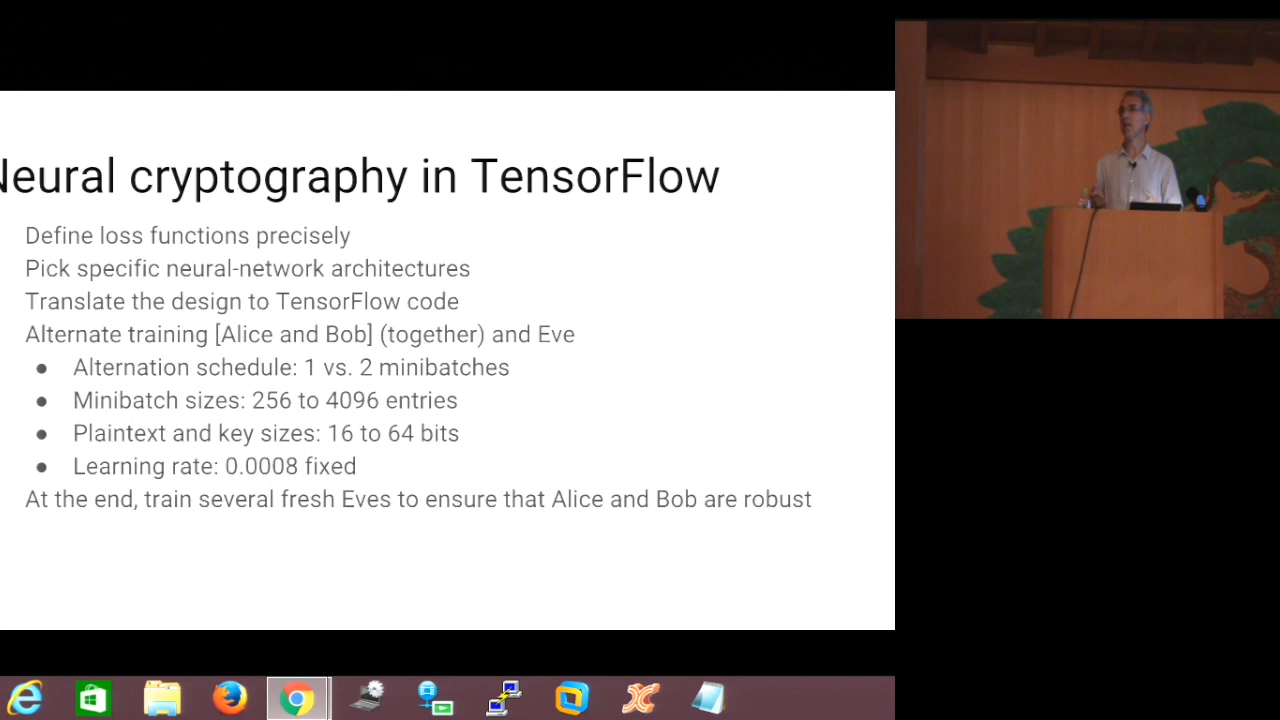 Neural cryptography in TensorFlow
Define loss functions precisely
Pick specific neural-network architectures
Translate the design to TensorFlow code
Alternate training [Alice and Bob] (together) and Eve
● Alternation schedule: 1 vs. 2 minibatches
● Minibatch sizes: 256 to 4096 entries
● Plaintext and key sizes: 16 to 64 bits
● Learning rate: 0.0008 fixed
At the end, train several fresh Eves to ensure that Alice and Bob are robust